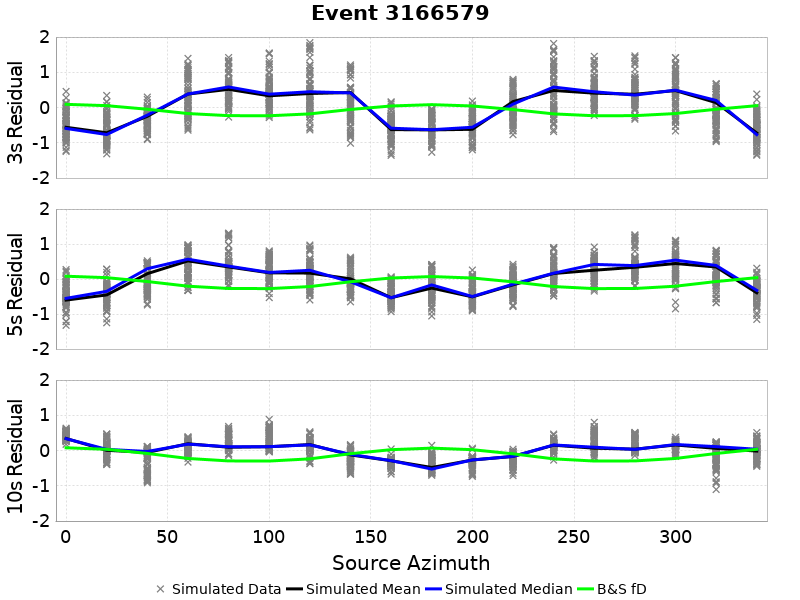 Event 3166579
2
1
0
-1
-2
3s Residual
2
1
0
-1
-2
5s Residual
2
1
0
-1
-2
10s Residual
0 50 100 150 200 250 300
Source Azimuth
Simulated Data Simulated Mean Simulated Median B&S fD